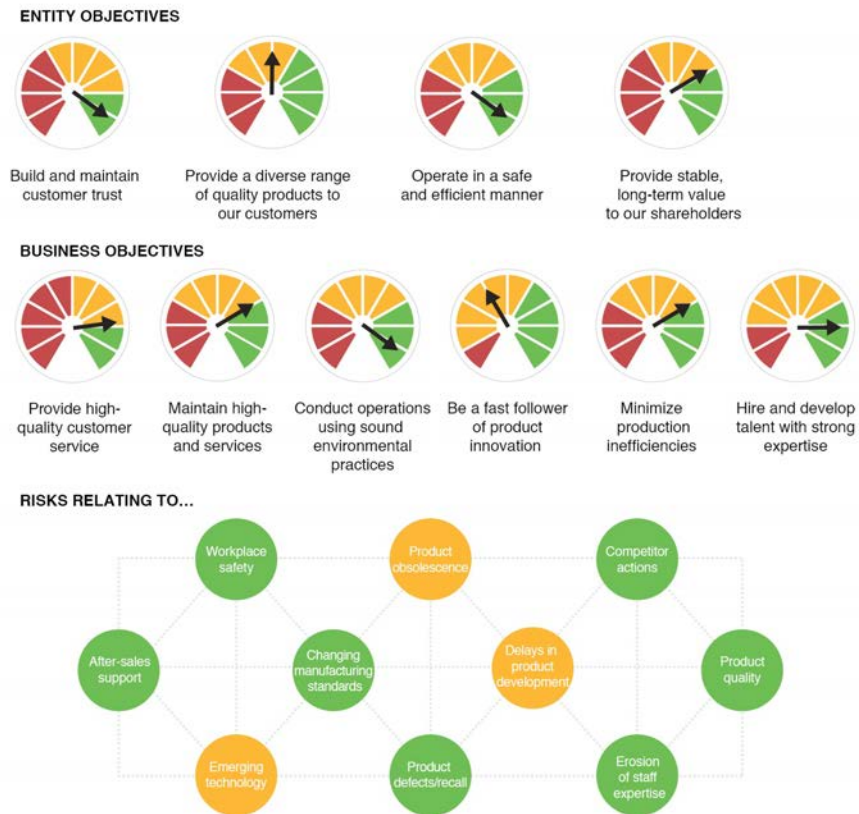 ENTITY OBJECTIVES
Build and maintain
customer trust
Provide a diverse range
of quality products to
our customers
Operate in a safe
and efficient manner
Provide stable,
long-term value
to our shareholders
BUSINESS OBJECTIVES
Provide high-
quality customer
service
Maintain high-
quality products
and services
Conduct operations
using sound
environmental
practices
Be a fast follower
of product
innovation
Minimize
production
inefficiencies
Hire and develop
talent with strong
expertise
RISKS RELATING TO...
Workplace
safety
Product
obsolescence
Competitor
actions
After-sales
support
Changing
manufacturing
standards
Delays in
product
development
Product
quality
Emerging
technology
Product
defects/recall
Erosion
of staff
expertise